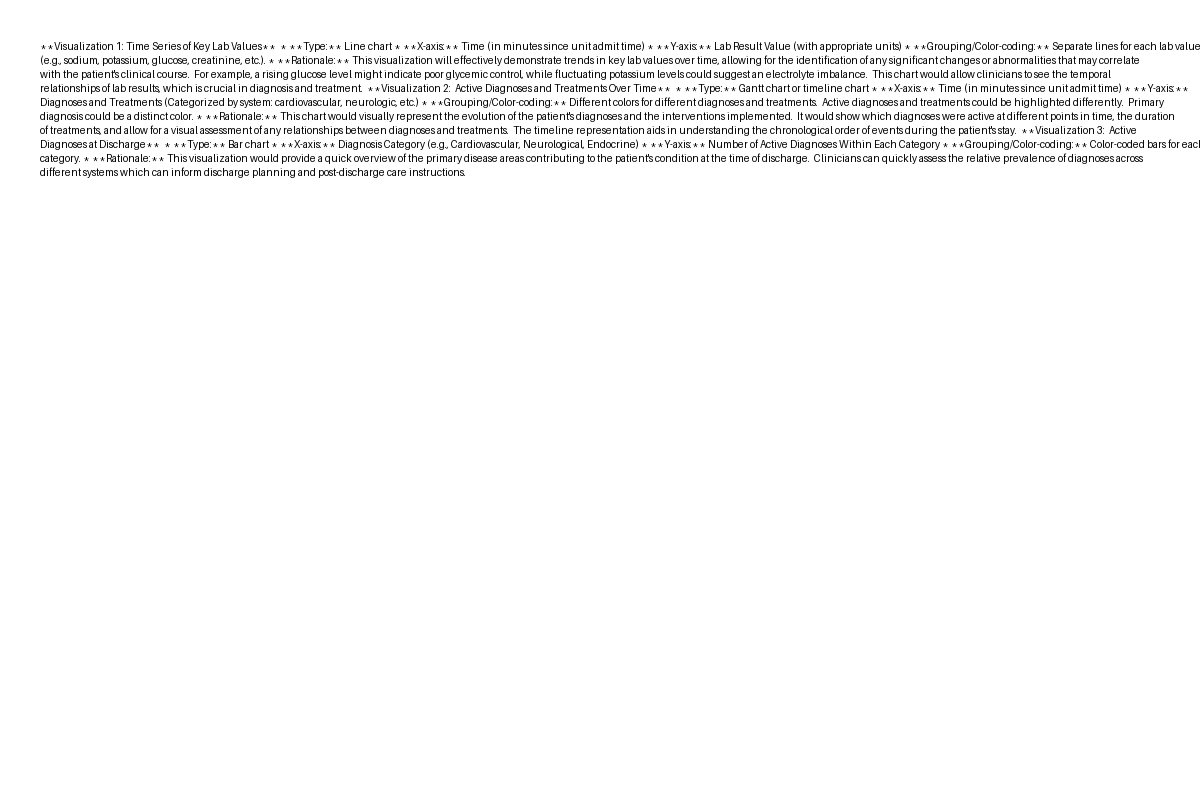 **Visualization 1: Time Series of Key Lab Values**  * **Type:** Line chart * **X-axis:** Time (in minutes since unit admit time) * **Y-axis:** Lab Result Value (with appropriate units) * **Grouping/Color-coding:** Separate lines for each lab value
(e.g., sodium, potassium, glucose, creatinine, etc.). * **Rationale:** This visualization will effectively demonstrate trends in key lab values over time, allowing for the identification of any significant changes or abnormalities that may correlate
with the patient's clinical course.  For example, a rising glucose level might indicate poor glycemic control, while fluctuating potassium levels could suggest an electrolyte imbalance.  This chart would allow clinicians to see the temporal
relationships of lab results, which is crucial in diagnosis and treatment.  **Visualization 2:  Active Diagnoses and Treatments Over Time**  * **Type:** Gantt chart or timeline chart * **X-axis:** Time (in minutes since unit admit time) * **Y-axis:**
Diagnoses and Treatments (Categorized by system: cardiovascular, neurologic, etc.) * **Grouping/Color-coding:** Different colors for different diagnoses and treatments.  Active diagnoses and treatments could be highlighted differently.  Primary
diagnosis could be a distinct color. * **Rationale:** This chart would visually represent the evolution of the patient's diagnoses and the interventions implemented.  It would show which diagnoses were active at different points in time, the duration
of treatments, and allow for a visual assessment of any relationships between diagnoses and treatments.  The timeline representation aids in understanding the chronological order of events during the patient's stay.  **Visualization 3:  Active
Diagnoses at Discharge**  * **Type:** Bar chart * **X-axis:** Diagnosis Category (e.g., Cardiovascular, Neurological, Endocrine) * **Y-axis:** Number of Active Diagnoses Within Each Category * **Grouping/Color-coding:** Color-coded bars for each
category. * **Rationale:** This visualization would provide a quick overview of the primary disease areas contributing to the patient's condition at the time of discharge.  Clinicians can quickly assess the relative prevalence of diagnoses across
different systems which can inform discharge planning and post-discharge care instructions.